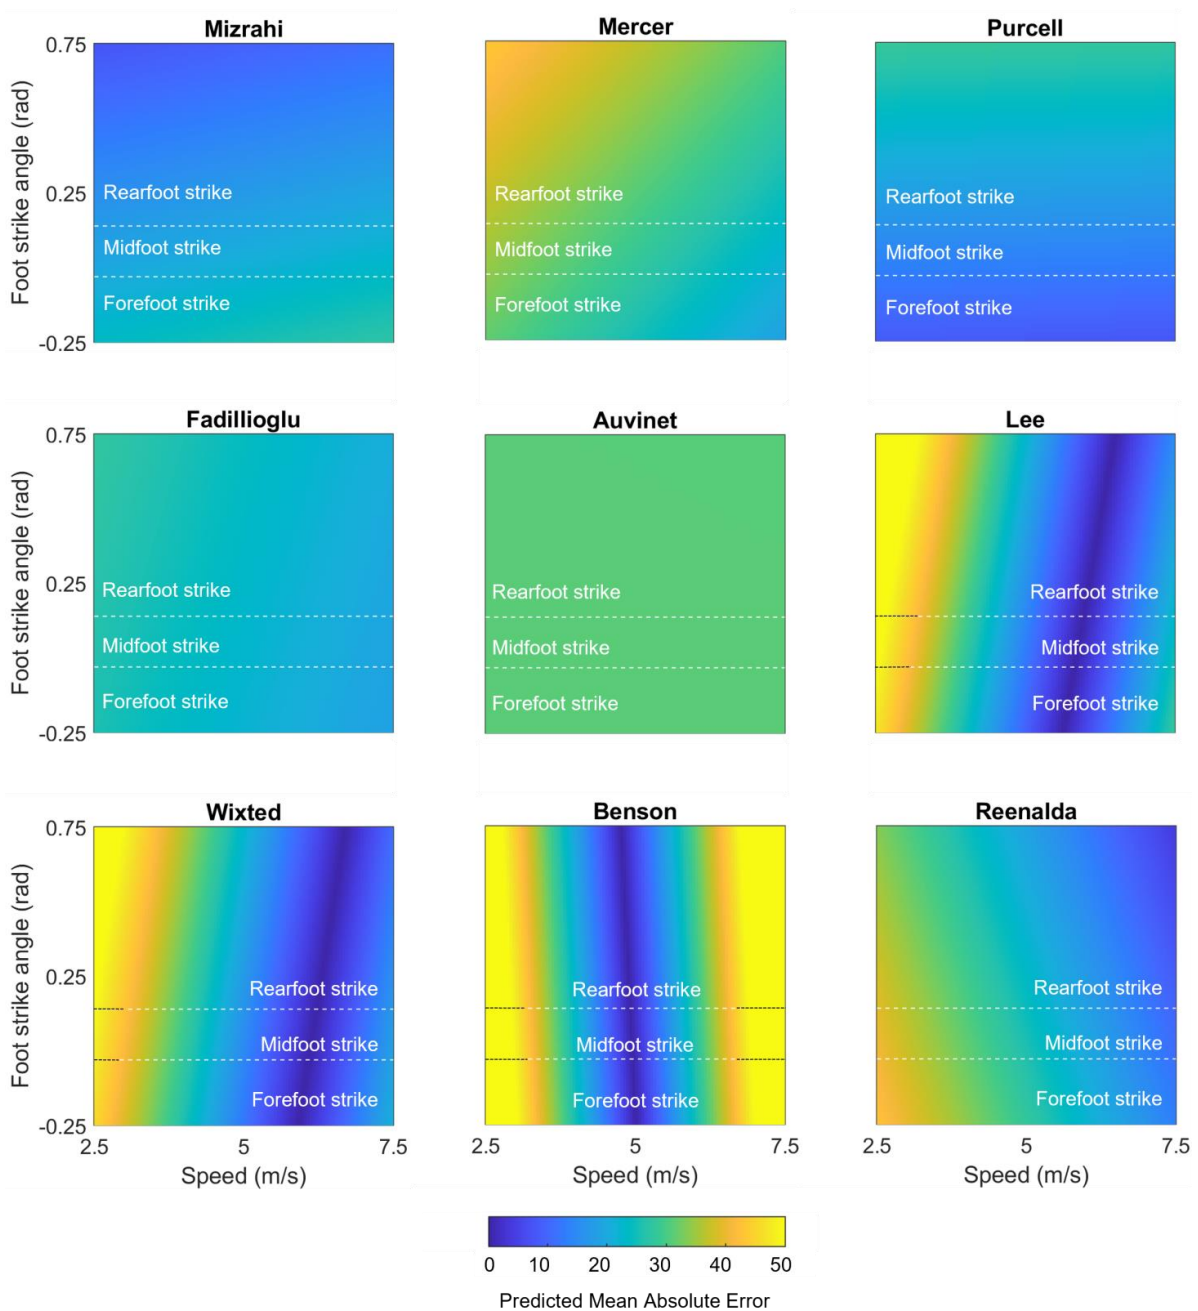 Mizrahi
Mercer
Purcell
0.75
0.25
-0.25
Foot strike angle (rad)
Rearfoot strike
Midfoot strike
Forefoot strike
Rearfoot strike
Midfoot strike
Forefoot strike
Rearfoot strike
Midfoot strike
Forefoot strike
Fadillioglu
Auvinet
Lee
0.75
0.25
-0.25
Foot strike angle (rad)
Rearfoot strike
Midfoot strike
Forefoot strike
Rearfoot strike
Midfoot strike
Forefoot strike
Rearfoot strike
Midfoot strike
Forefoot strike
Wixted
Benson
Reenalda
0.75
0.25
-0.25
Foot strike angle (rad)
Rearfoot strike
Midfoot strike
Forefoot strike
Rearfoot strike
Midfoot strike
Forefoot strike
Rearfoot strike
Midfoot strike
Forefoot strike
2.5 5 7.5
2.5 5 7.5
2.5 5 7.5
Speed (m/s)
Speed (m/s)
Speed (m/s)
0 10 20 30 40 50
Predicted Mean Absolute Error